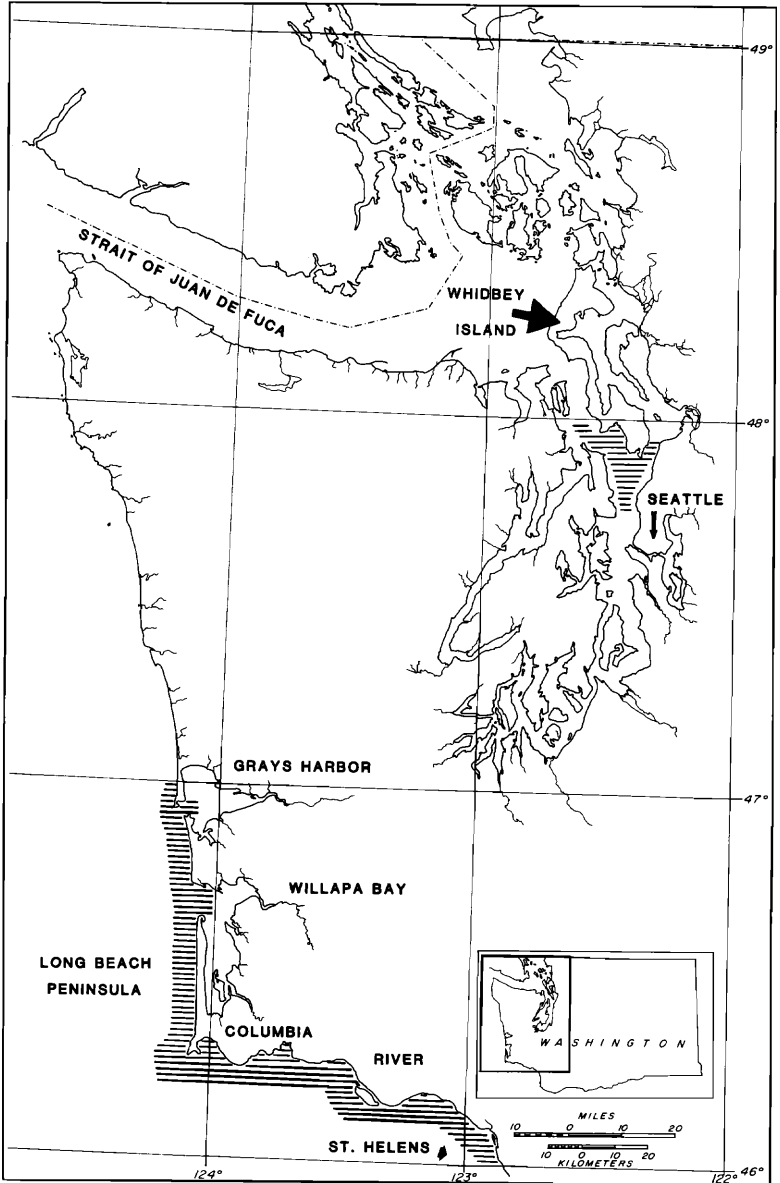 49°
STRAIT OF JUAN DE FUCA
WHIDBEY
ISLAND
48°
SEATTLE
GRAYS HARBOR
47°
WILLAPA BAY
LONG BEACH
PENINSULA
COLUMBIA
RIVER
WASHINGTON
MILES
10 0 10 20
10 0 10 20
KILOMETERS
ST. HELENS
124°
123°
122°
46°